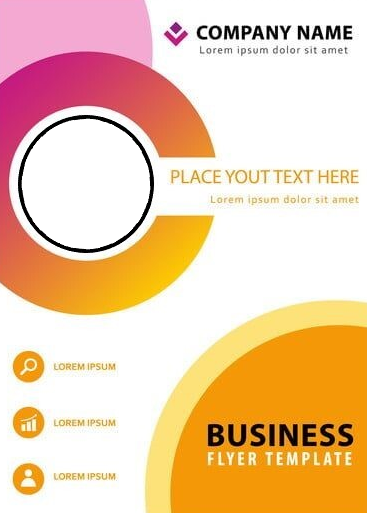 COMPANY NAME
Lorem ipsum dolor sit amet
PLACE YOUT TEXT HERE
Lorem ipsum dolor sit amet
LOREM IPSUM
LOREM IPSUM
LOREM IPSUM
BUSINESS
FLYER TEMPLATE